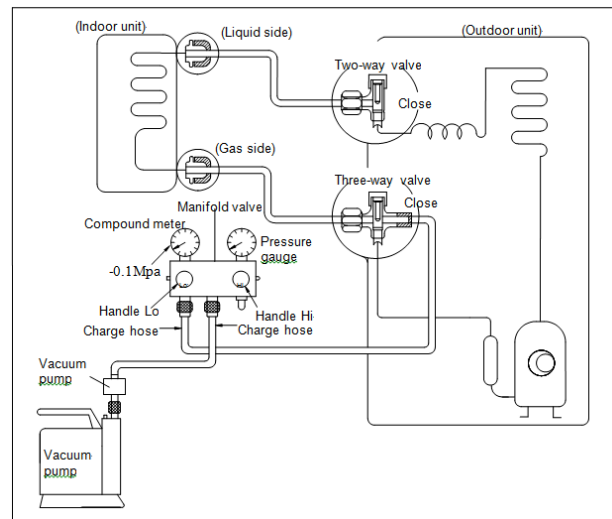 (Indoor unit)
(Liquid side)
(Outdoor unit)
Two-way valve
Close
(Gas side)
Three-way valve
Close
Manifold valve
Compound meter
Pressure
gauge
-0.1Mpa
Handle Lo
Handle Hi
Charge hose
Charge hose
Vacuum
pump
Vacuum
pump